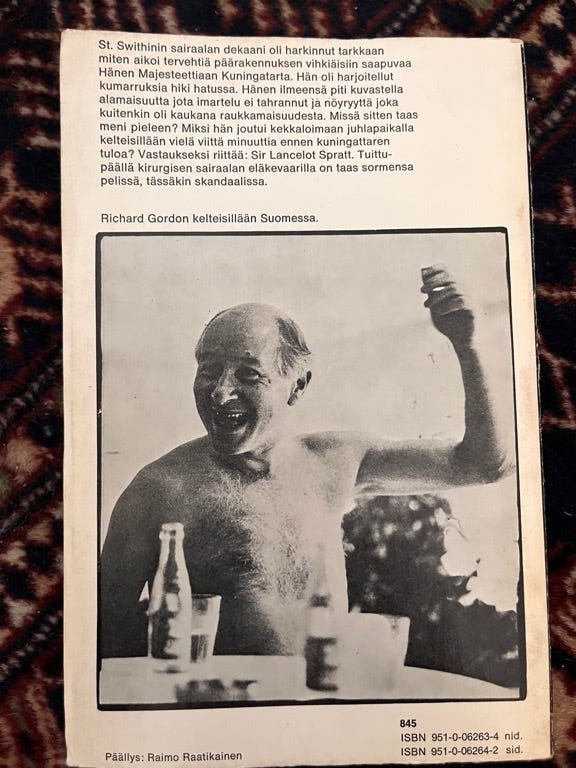 St. Swithinin sairaalan dekaani oli harkinnut tarkkaan
miten aikoi tervehtiä päärakennuksen vihkiäisiin saapuvaa
Hänen Majesteettiaan Kuningatarta. Hän oli harjoitellut
kumarruksia hiki hatussa. Hänen ilmeensä piti kuvastella
alamaisuutta jota imartelu ei tahrannut ja nöyryyttä joka
kuitenkin oli kaukana raukkamaisuudesta. Missä sitten taas
meni pieleen? Miksi hän joutui kekkaloimaan juhlapaikalla
kelteisillään vielä viittä minuuttia ennen kuningattaren
tuloa? Vastaukseksi riittää: Sir Lancelot Spratt. Tuittu-
päällä kirurgisen sairaalan eläkevaarilla on taas sormensa
pelissä, tässäkin skandaalissa.
Richard Gordon kelteisillään Suomessa.
845
ISBN 951-0-06263-4 nid.
ISBN 951-0-06264-2 sid.
Päällys: Raimo Raatikainen